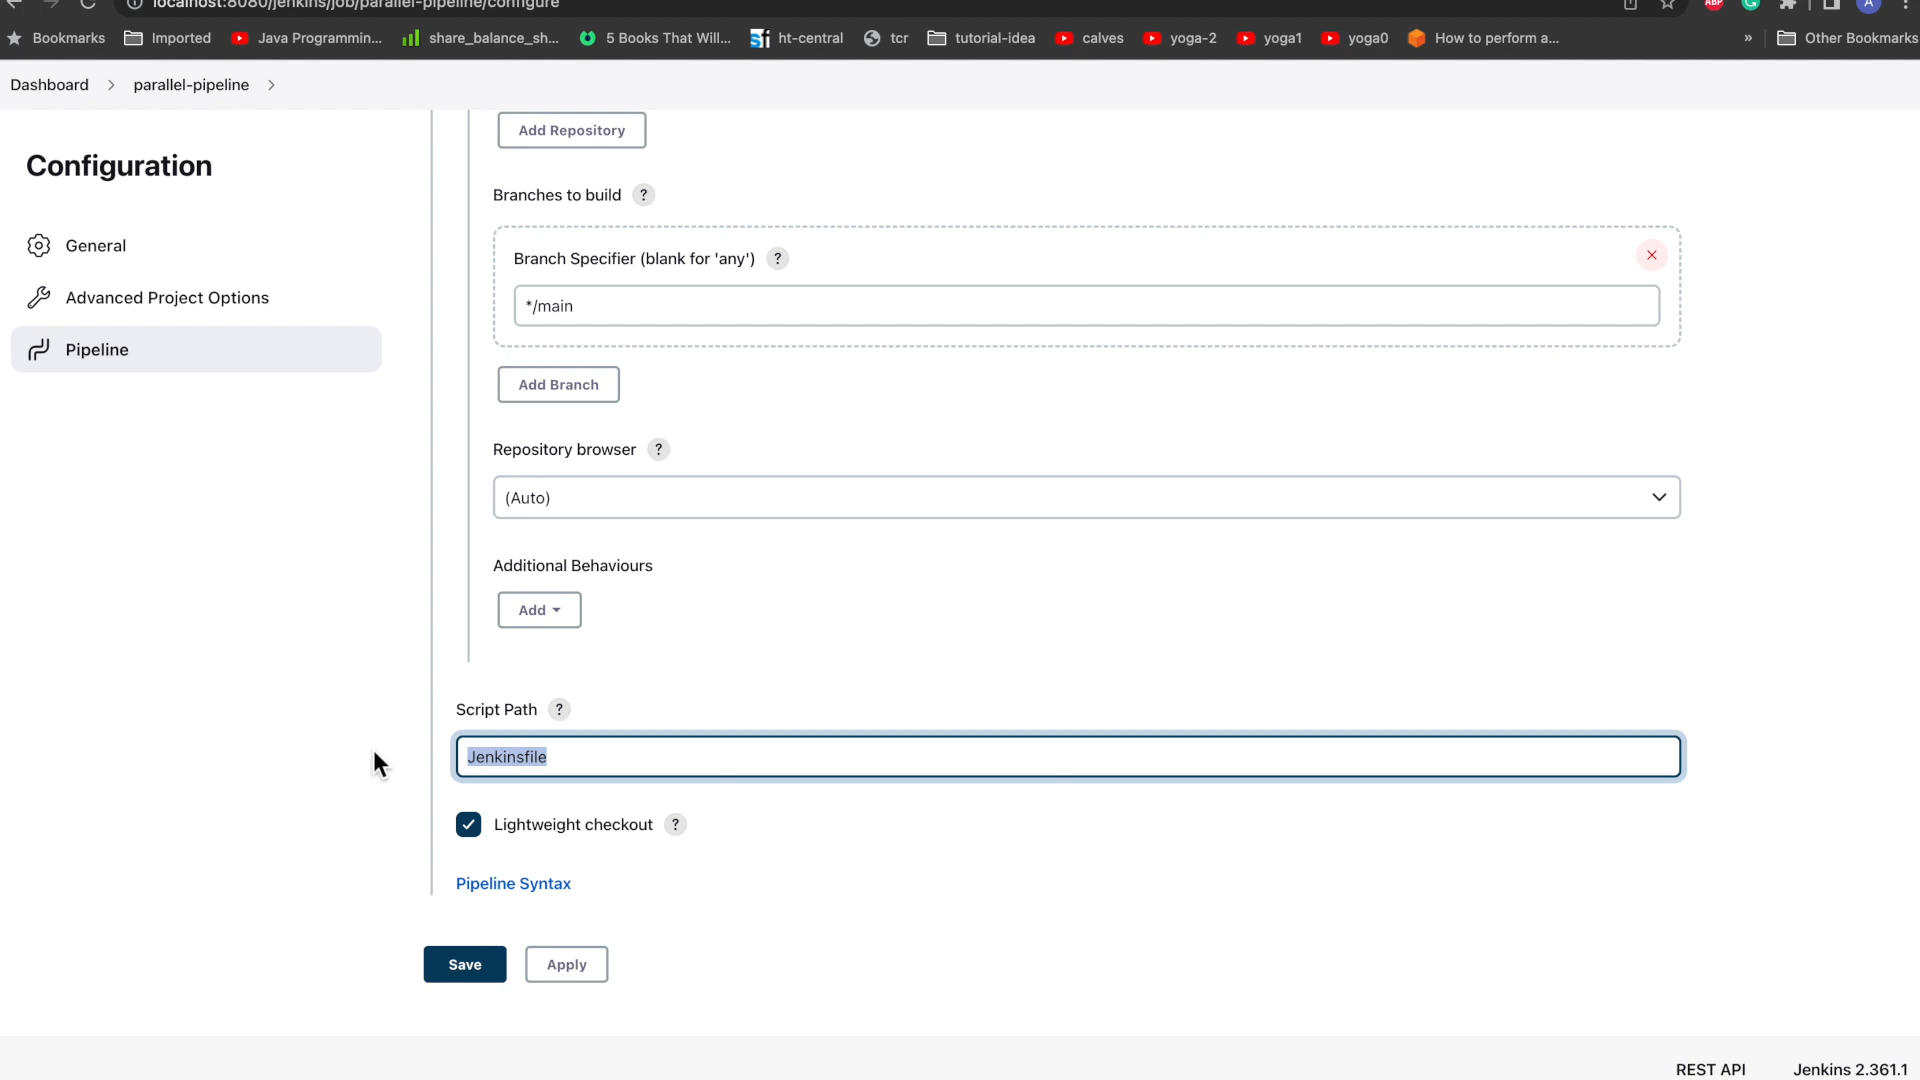 localhost:8080/jenkins/job/parallel-pipeline/configure
ABP
A
Bookmarks Imported Java Programmin... share_balance_sh... 5 Books That Will... ht-central tcr tutorial-idea calves yoga-2 yoga1 yoga0 How to perform a... » Other Bookmarks
Dashboard parallel-pipeline
Add Repository
Configuration
Branches to build ?
General
Branch Specifier (blank for 'any') ?
Advanced Project Options
*/main
Pipeline
Add Branch
Repository browser ?
(Auto)
Additional Behaviours
Add
Script Path ?
Jenkinsfile
Lightweight checkout ?
Pipeline Syntax
Save Apply
REST API Jenkins 2.361.1